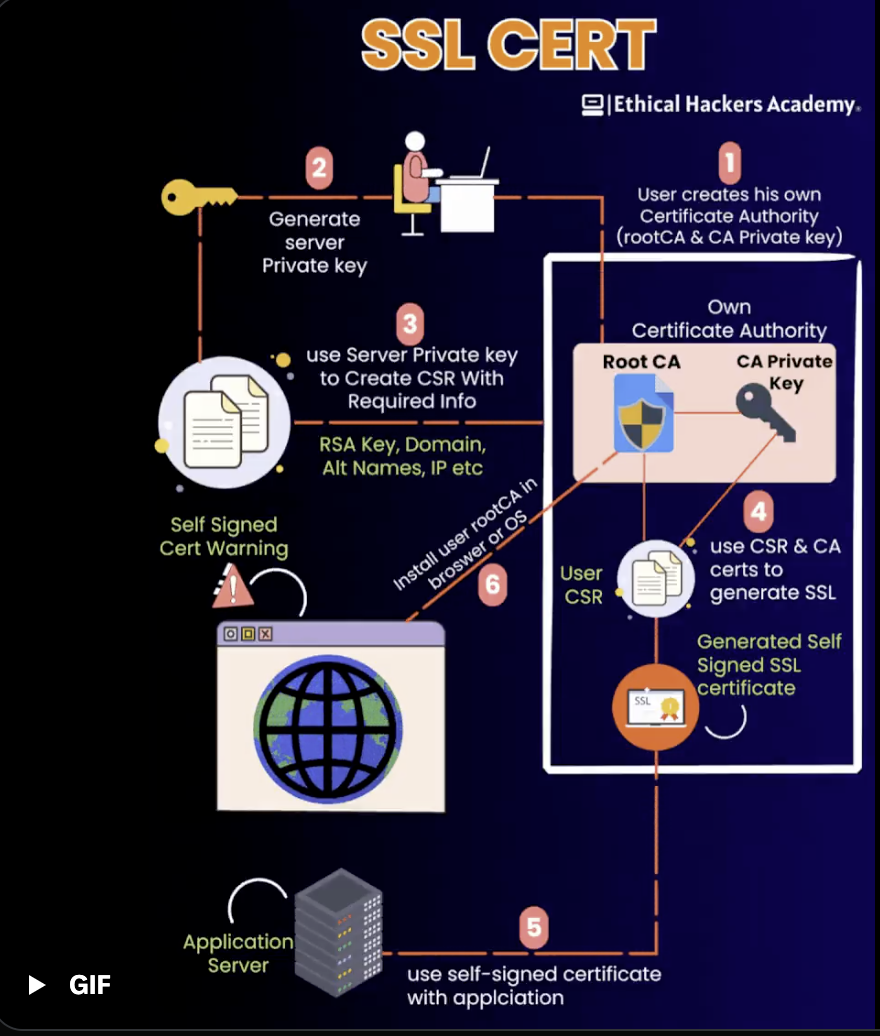 SSL CERT
|Ethical Hackers Academy®
1
User creates his own
Certificate Authority
(rootCA & CA Private key)
2
Generate
server
Private key
Own
Certificate Authority
Root CA
CA Private
Key
3
use Server Private key
to Create CSR With
Required Info
RSA Key, Domain,
Alt Names, IP etc
4
use CSR & CA
certs to
generate SSL
User
CSR
Self Signed
Cert Warning
Install user rootCA in
broswer or OS
6
Generated Self
Signed SSL
certificate
SSL
5
Application
Server
use self-signed certificate
with applciation
GIF